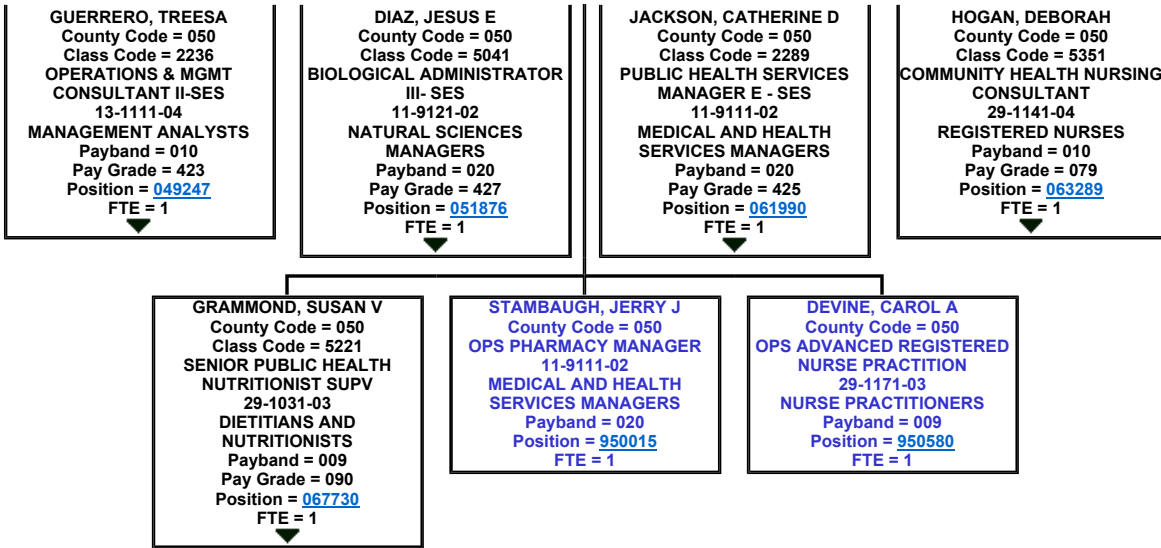 GUERRERO, TREESA
County Code = 050
Class Code = 2236
OPERATIONS & MGMT
CONSULTANT II-SES
13-1111-04
MANAGEMENT ANALYSTS
Payband = 010
Pay Grade = 423
Position = 049247
FTE = 1
DIAZ, JESUS E
County Code = 050
Class Code = 5041
BIOLOGICAL ADMINISTRATOR
III- SES
11-9121-02
NATURAL SCIENCES
MANAGERS
Payband = 020
Pay Grade = 427
Position = 051876
FTE = 1
JACKSON, CATHERINE D
County Code = 050
Class Code = 2289
PUBLIC HEALTH SERVICES
MANAGER E - SES
11-9111-02
MEDICAL AND HEALTH
SERVICES MANAGERS
Payband = 020
Pay Grade = 425
Position = 061990
FTE = 1
HOGAN, DEBORAH
County Code = 050
Class Code = 5351
COMMUNITY HEALTH NURSING
CONSULTANT
29-1141-04
REGISTERED NURSES
Payband = 010
Pay Grade = 079
Position = 063289
FTE = 1
GRAMMOND, SUSAN V
County Code = 050
Class Code = 5221
SENIOR PUBLIC HEALTH
NUTRITIONIST SUPV
29-1031-03
DIETITIANS AND
NUTRITIONISTS
Payband = 009
Pay Grade = 090
Position = 067730
FTE = 1
STAMBAUGH, JERRY J
County Code = 050
OPS PHARMACY MANAGER
11-9111-02
MEDICAL AND HEALTH
SERVICES MANAGERS
Payband = 020
Position = 950015
FTE = 1
DEVINE, CAROL A
County Code = 050
OPS ADVANCED REGISTERED
NURSE PRACTITION
29-1171-03
NURSE PRACTITIONERS
Payband = 009
Position = 950580
FTE = 1